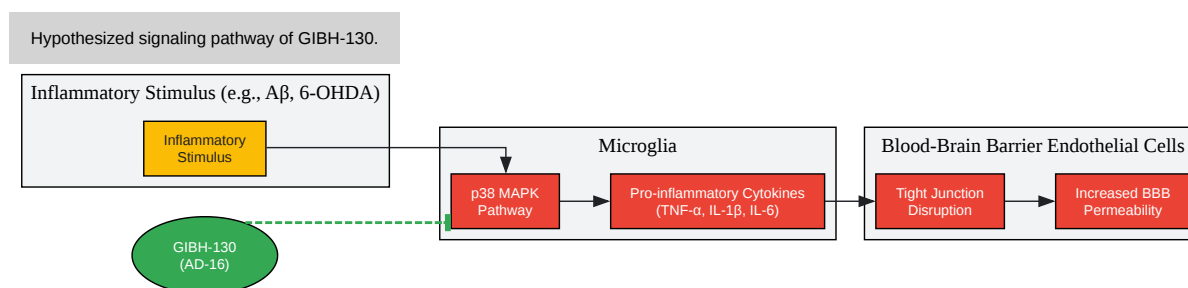 Hypothesized signaling pathway of GIBH-130.
Inflammatory Stimulus (e.g., Aβ, 6-OHDA)
Inflammatory
Stimulus
Microglia
p38 MAPK
Pathway
Pro-inflammatory Cytokines
(TNF-α, IL-1β, IL-6)
Blood-Brain Barrier Endothelial Cells
Tight Junction
Disruption
Increased BBB
Permeability
GIBH-130
(AD-16)